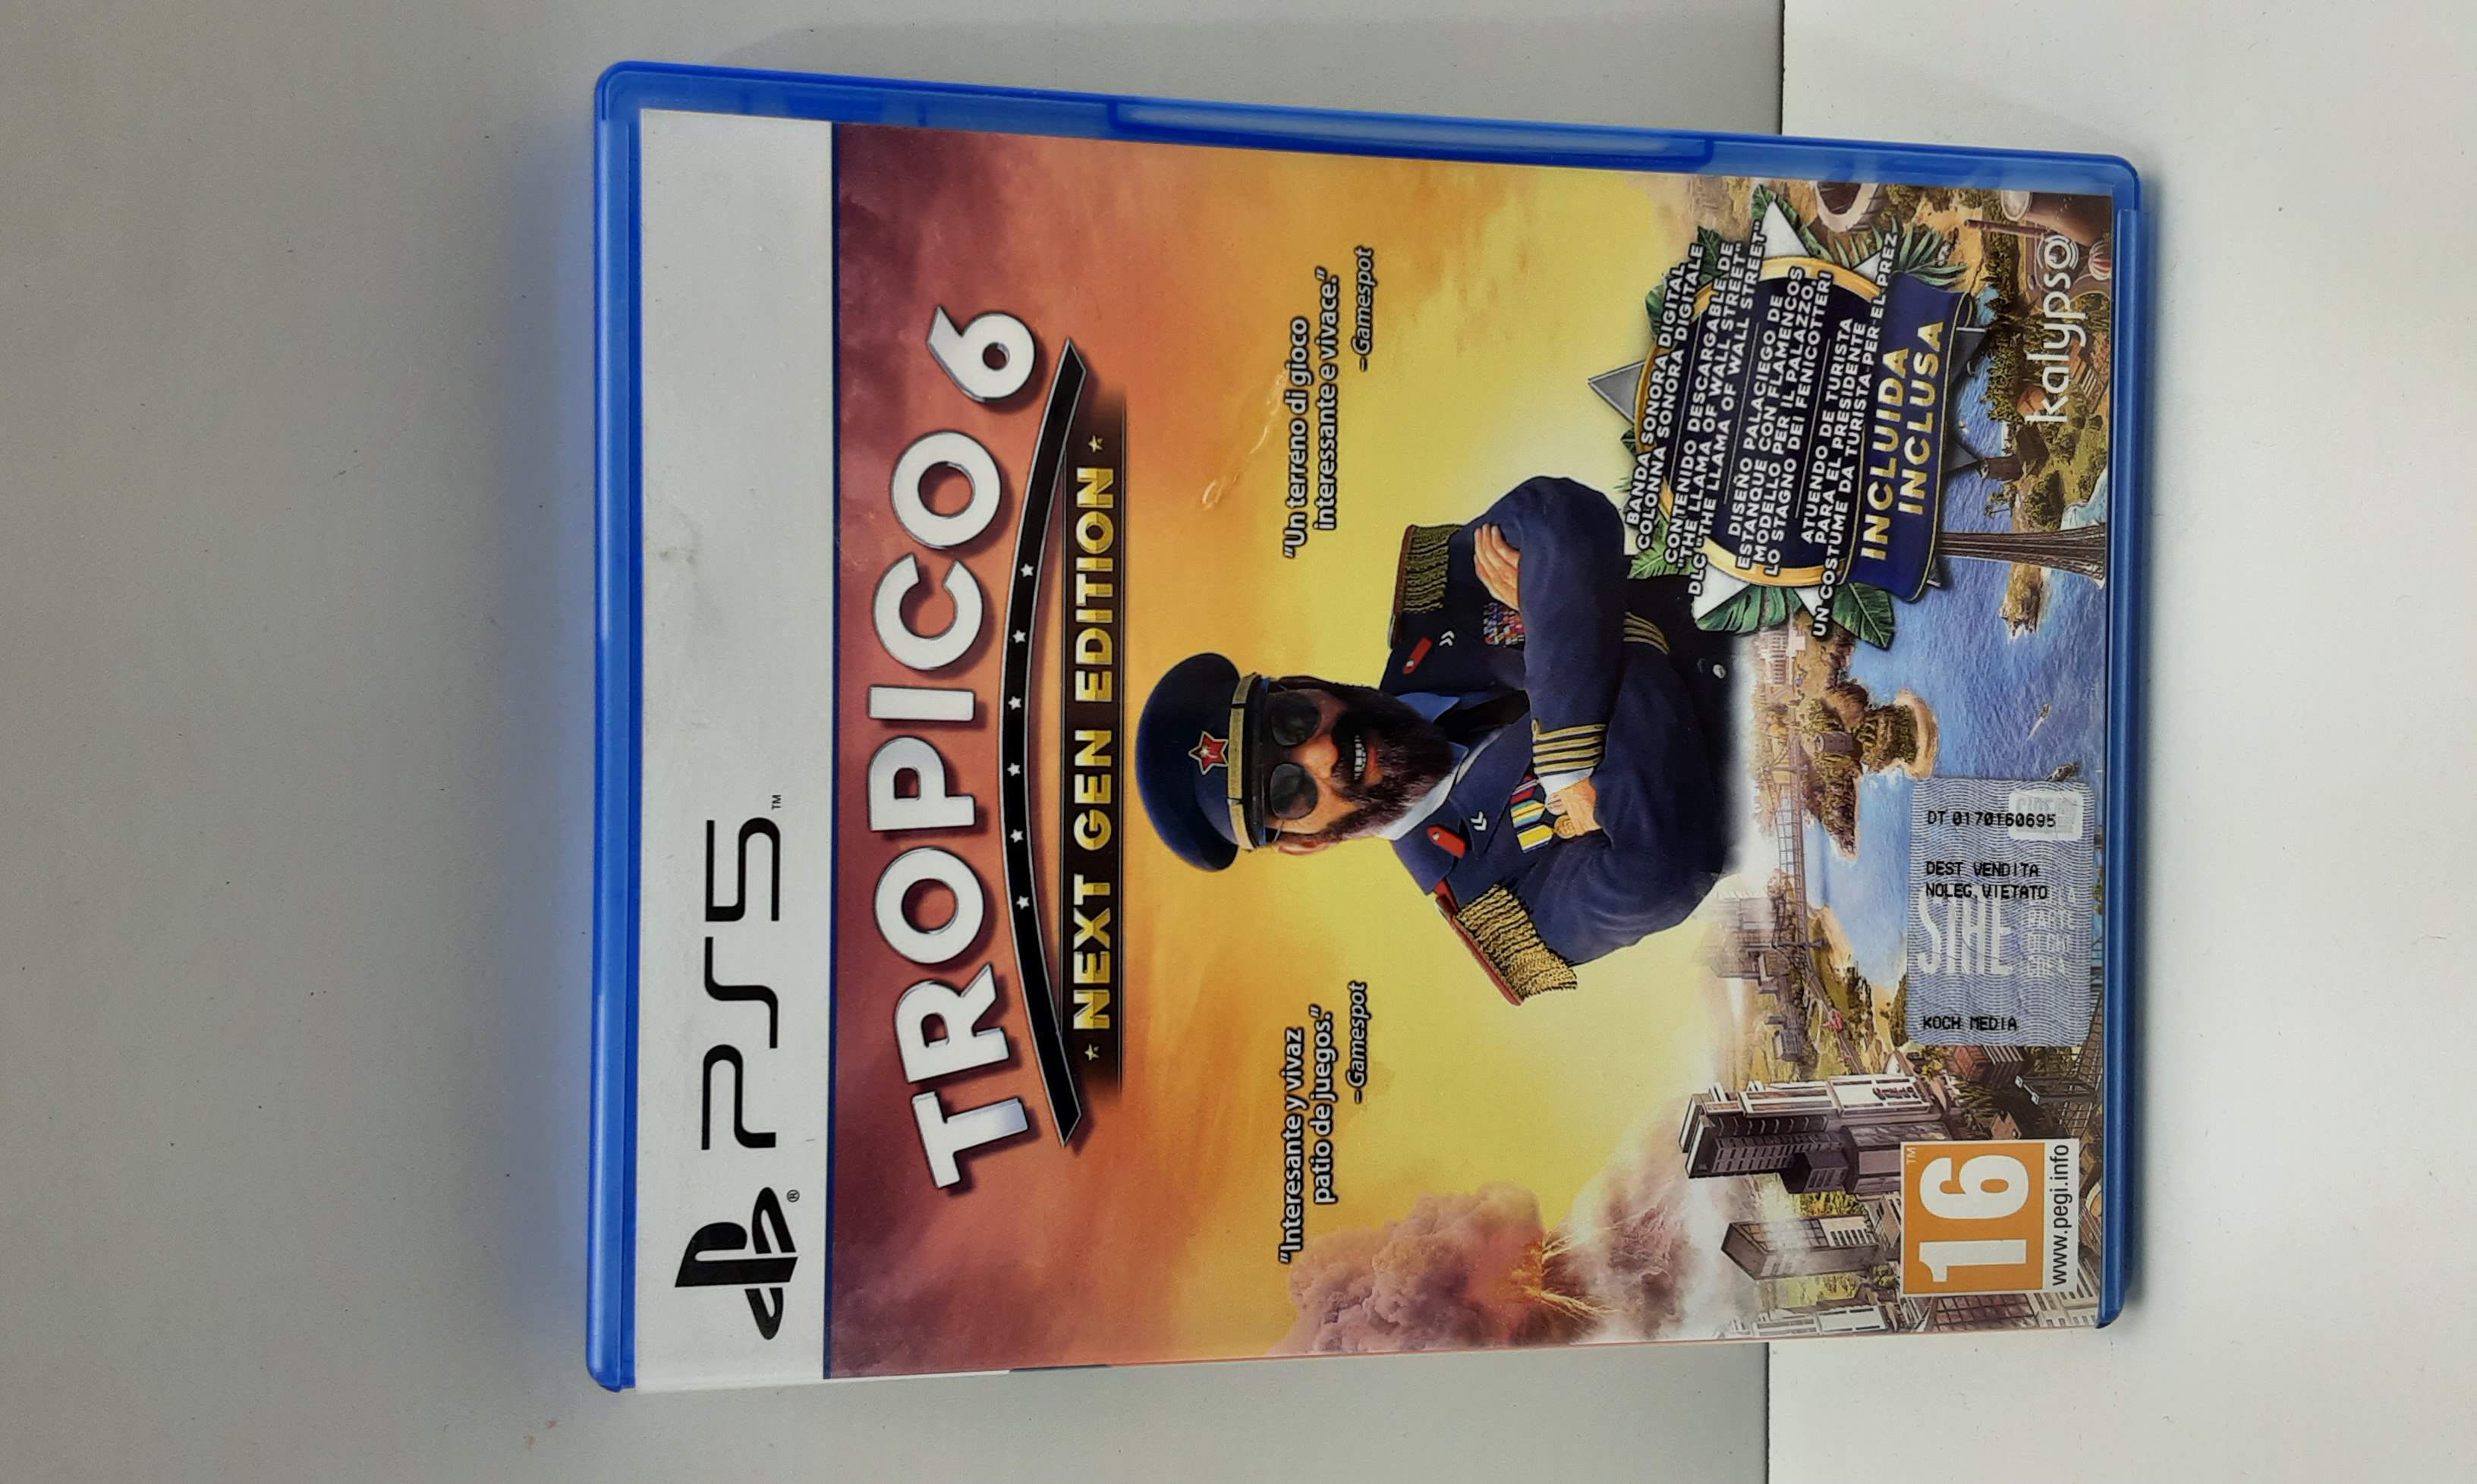 PS5™
TROPICO 6
NEXT GEN EDITION
"Interesante y vivaz
patio de juegos."
–Gamespot
"Un terreno di gioco
interessante e vivace."
–Gamespot
BANDA SONORA DIGITAL
COLONNA SONORA DIGITALE
CONTENIDO DESCARGABLE DE
"THE LLAMA OF WALL STREET"
DLC "THE LLAMA OF WALL STREET"
DISEÑO PALACIEGO DE
ESTANQUE CON FLAMENCOS
MODELLO PER IL PALAZZO,
LO STAGNO DEI FENICOTTERI
ATUENDO DE TURISTA
PARA EL PRESIDENTE
UN COSTUME DA TURISTA PER EL PREZ
INCLUIDA
INCLUSA
16™
www.pegi.info
DT 0170160695
DEST VENDITA
NOLEG.VIETATO
SIAE
KOCH MEDIA
kalypso